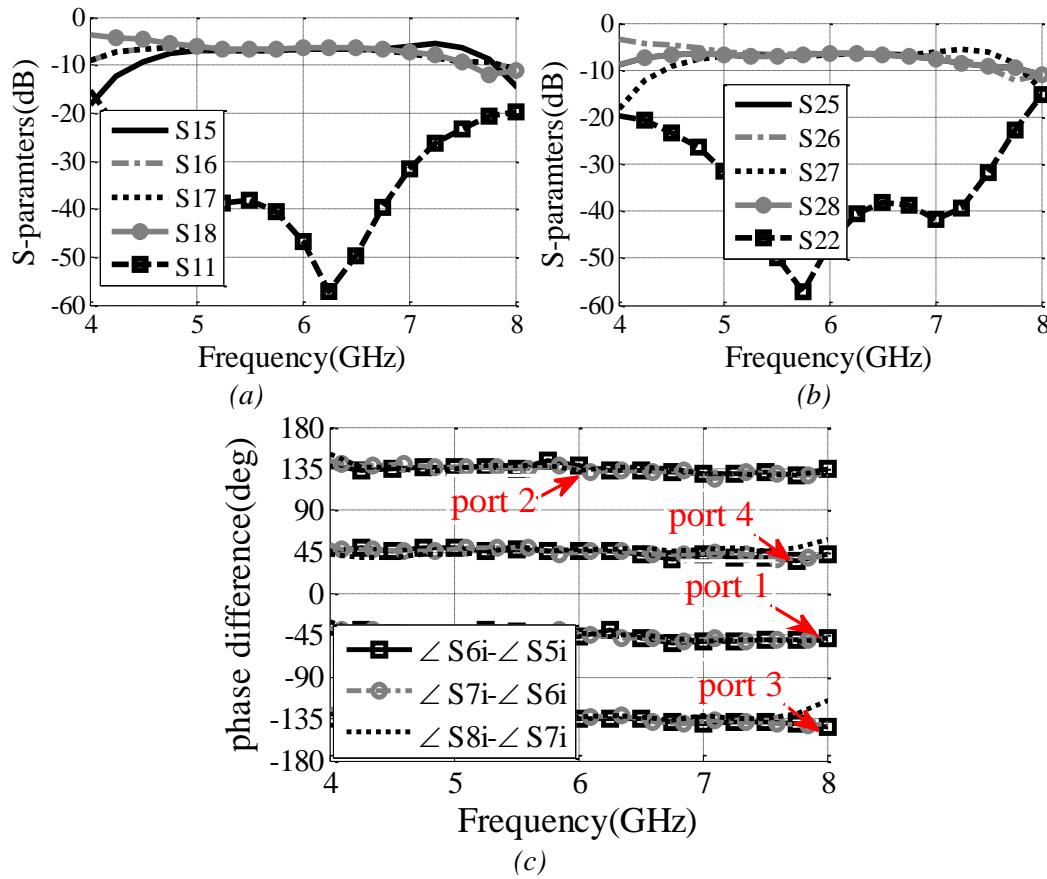 0
-10
-20
-30
-40
-50
-60
S-paramters(dB)
S15
S16
S17
S18
S11
4
5
6
7
8
Frequency(GHz)
(a)
0
-10
-20
-30
-40
-50
-60
S-paramters(dB)
S25
S26
S27
S28
S22
4
5
6
7
8
Frequency(GHz)
(b)
180
135
90
45
0
-45
-90
-135
-180
phase difference(deg)
port 2
port 4
port 1
port 3
∠ S6i-∠ S5i
∠ S7i-∠ S6i
∠ S8i-∠ S7i
4
5
6
7
8
Frequency(GHz)
(c)